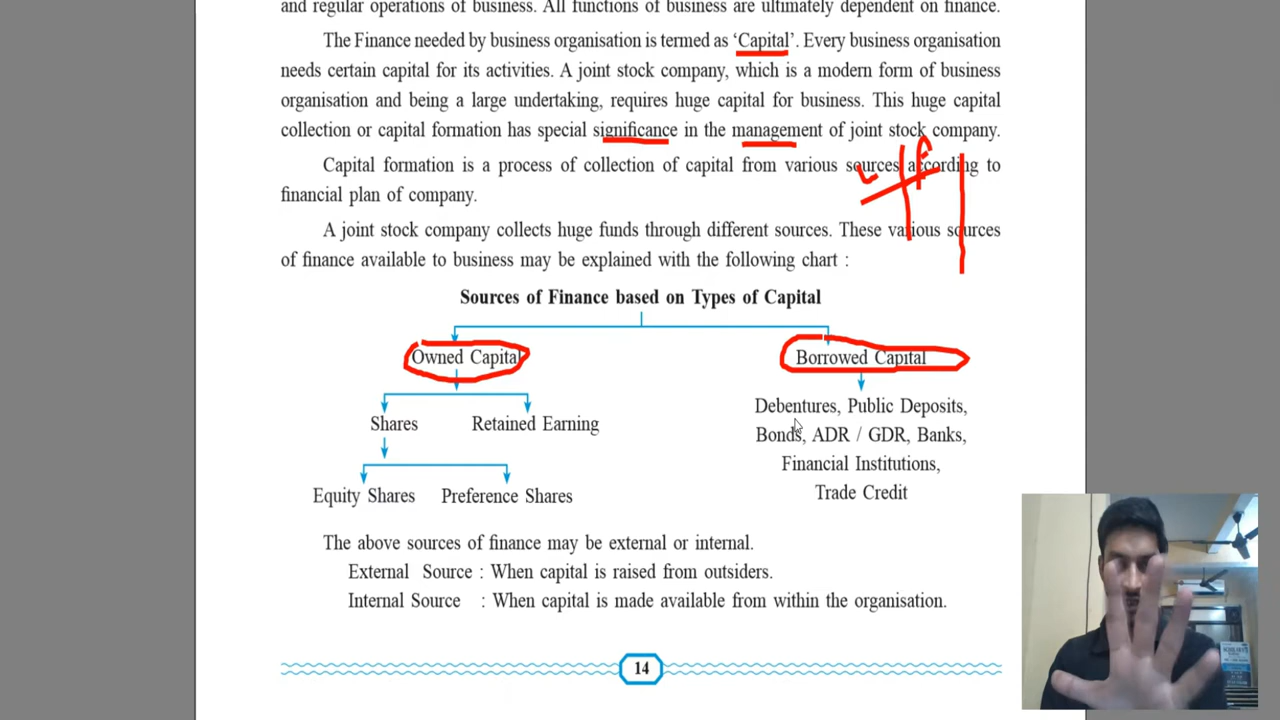 and regular operations of business. All functions of business are ultimately dependent on finance.
The Finance needed by business organisation is termed as ‘Capital’. Every business organisation
needs certain capital for its activities. A joint stock company, which is a modern form of business
organisation and being a large undertaking, requires huge capital for business. This huge capital
collection or capital formation has special significance in the management of joint stock company.
Capital formation is a process of collection of capital from various sources according to
financial plan of company.
A joint stock company collects huge funds through different sources. These various sources
of finance available to business may be explained with the following chart :
Sources of Finance based on Types of Capital
Owned Capital
Borrowed Capital
Shares
Retained Earning
Equity Shares
Preference Shares
Debentures, Public Deposits,
Bonds, ADR / GDR, Banks,
Financial Institutions,
Trade Credit
The above sources of finance may be external or internal.
External Source : When capital is raised from outsiders.
Internal Source : When capital is made available from within the organisation.
14